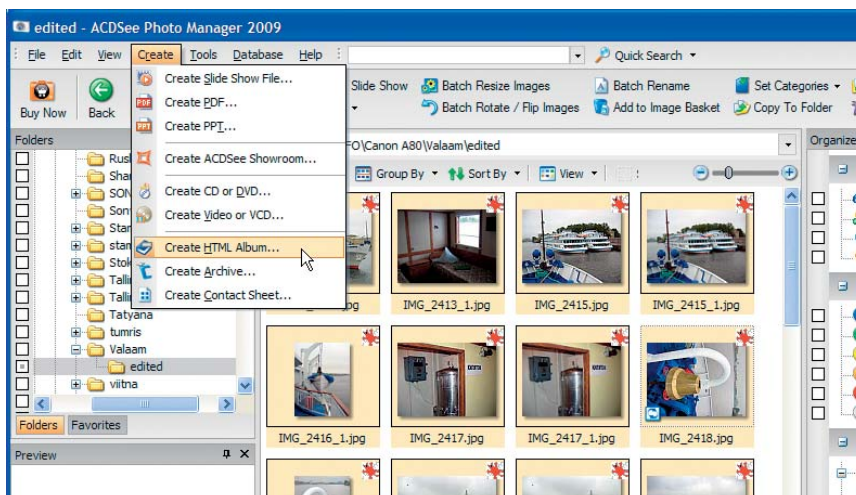 edited - ACDSee Photo Manager 2009
File Edit View Create Tools Database Help Quick Search
Buy Now Back Slide Show Batch Resize Images Batch Rename Set Categories
Batch Rotate / Flip Images Add to Image Basket Copy To Folder
Create Slide Show File...
Create PDF...
Create PPT...
Create ACDSee Showroom...
Create CD or DVD...
Create Video or VCD...
Create HTML Album...
Create Archive...
Create Contact Sheet...
Folders
SON
Son
Tatyana
tumris
Valaam
edited
viitna
Folders Favorites
Preview
O\Canon A80\Valaam\edited
Organize
Group By Sort By View
IMG_2413_1.jpg IMG_2415.jpg IMG_2415_1.jpg
IMG_2416_1.jpg IMG_2417.jpg IMG_2417_1.jpg IMG_2418.jpg